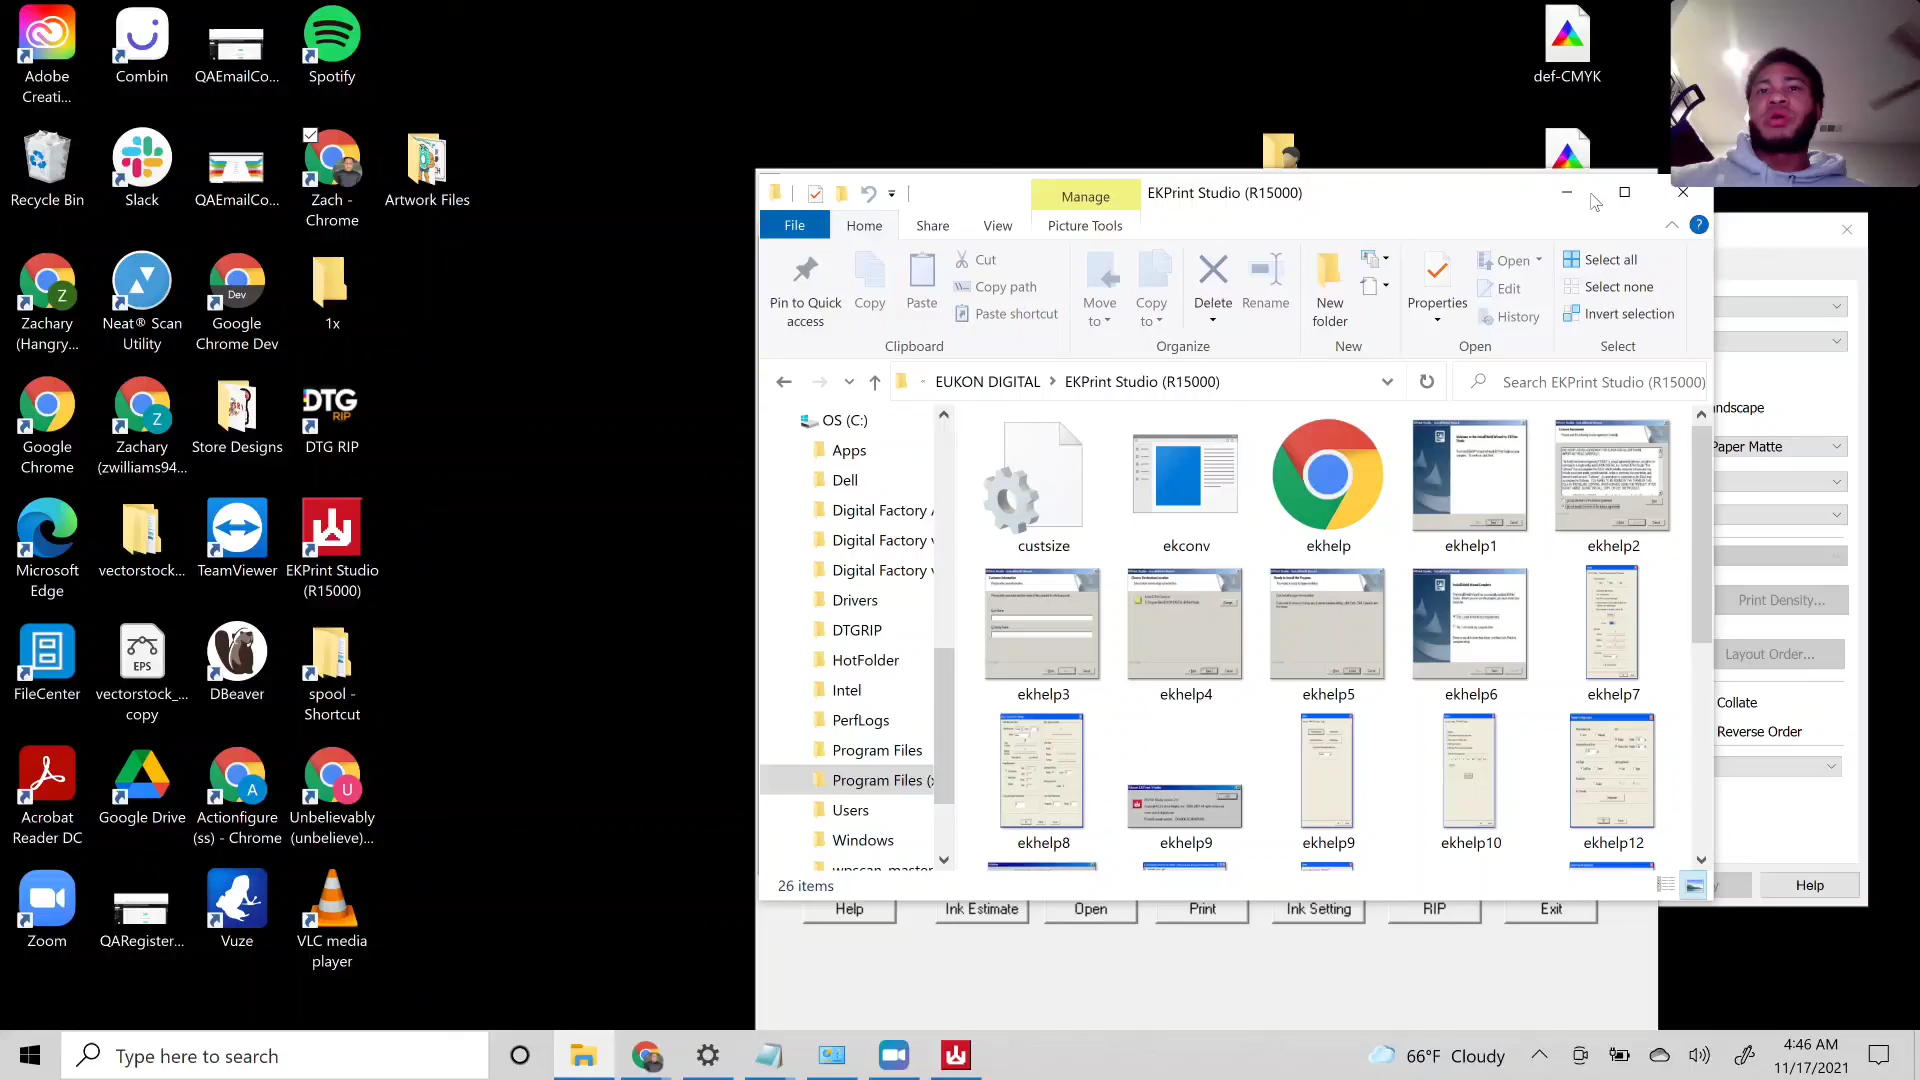 Adobe
Creati...
Combin
QAEmailCo...
Spotify
def-CMYK
Recycle Bin
Slack
QAEmailCo...
Zach -
Chrome
Artwork Files
Zachary
(Hangry...
Neat® Scan
Utility
Dev
Google
Chrome Dev
1x
Google
Chrome
Zachary
(zwilliams94...
Store Designs
DTG
RIP
DTG RIP
Microsoft
Edge
vectorstock...
TeamViewer
EKPrint Studio
(R15000)
FileCenter
EPS
vectorstock_...
copy
DBeaver
spool -
Shortcut
Acrobat
Reader DC
Google Drive
Actionfigure
(ss) - Chrome
Unbelievably
(unbelieve)...
Zoom
QARegister...
Vuze
VLC media
player
Manage
EKPrint Studio (R15000)
File
Home
Share
View
Picture Tools
Pin to Quick
access
Copy
Paste
Cut
Copy path
Paste shortcut
Clipboard
Move
to
Copy
to
Delete
Rename
Organize
New
folder
New
Properties
Open
Edit
History
Open
Select all
Select none
Invert selection
Select
EUKON DIGITAL > EKPrint Studio (R15000)
Search EKPrint Studio (R15000)
OS (C:)
Apps
Dell
Digital Factory
Digital Factory v
Digital Factory v
Drivers
DTGRIP
HotFolder
Intel
PerfLogs
Program Files
Program Files (x
Users
Windows
wpscan-master
custsize
ekconv
ekhelp
ekhelp1
ekhelp2
ekhelp3
ekhelp4
ekhelp5
ekhelp6
ekhelp7
ekhelp8
ekhelp9
ekhelp9
ekhelp10
ekhelp12
26 items
ndscape
Paper Matte
Print Density...
Layout Order...
Collate
Reverse Order
Help
Help
Ink Estimate
Open
Print
Ink Setting
RIP
Exit
Type here to search
66°F Cloudy
4:46 AM
11/17/2021